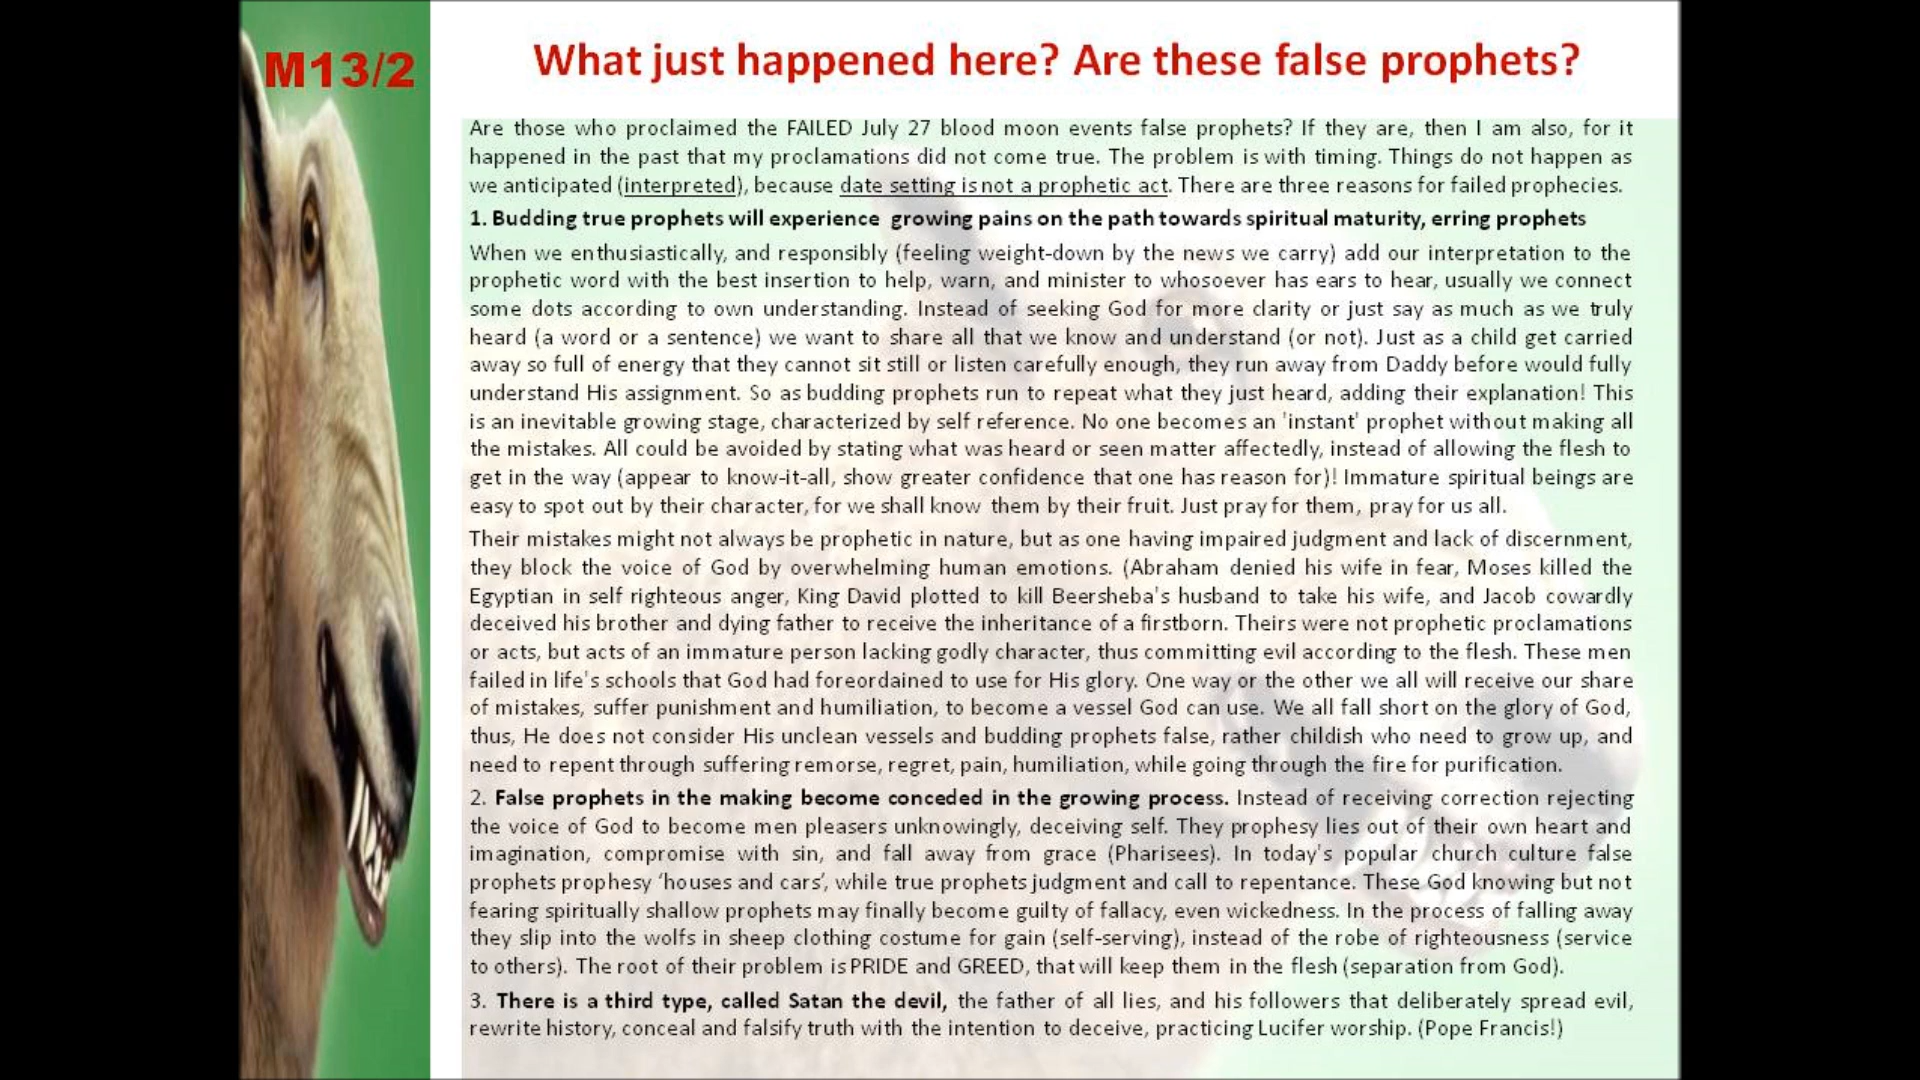 M13/2
What just happened here? Are these false prophets?
Are those who proclaimed the FAILED July 27 blood moon events false prophets? If they are, then I am also, for it
happened in the past that my proclamations did not come true. The problem is with timing. Things do not happen as
we anticipated (interpreted), because date setting is not a prophetic act. There are three reasons for failed prophecies.
1. Budding true prophets will experience growing pains on the path towards spiritual maturity, erring prophets
When we enthusiastically, and responsibly (feeling weight-down by the news we carry) add our interpretation to the
prophetic word with the best insertion to help, warn, and minister to whosoever has ears to hear, usually we connect
some dots according to own understanding. Instead of seeking God for more clarity or just say as much as we truly
heard (a word or a sentence) we want to share all that we know and understand (or not). Just as a child get carried
away so full of energy that they cannot sit still or listen carefully enough, they run away from Daddy before would fully
understand His assignment. So as budding prophets run to repeat what they just heard, adding their explanation! This
is an inevitable growing stage, characterized by self reference. No one becomes an 'instant' prophet without making all
the mistakes. All could be avoided by stating what was heard or seen matter affectedly, instead of allowing the flesh to
get in the way (appear to know-it-all, show greater confidence that one has reason for)! Immature spiritual beings are
easy to spot out by their character, for we shall know them by their fruit. Just pray for them, pray for us all.
Their mistakes might not always be prophetic in nature, but as one having impaired judgment and lack of discernment,
they block the voice of God by overwhelming human emotions. (Abraham denied his wife in fear, Moses killed the
Egyptian in self righteous anger, King David plotted to kill Beersheba's husband to take his wife, and Jacob cowardly
deceived his brother and dying father to receive the inheritance of a firstborn. Theirs were not prophetic proclamations
or acts, but acts of an immature person lacking godly character, thus committing evil according to the flesh. These men
failed in life's schools that God had foreordained to use for His glory. One way or the other we all will receive our share
of mistakes, suffer punishment and humiliation, to become a vessel God can use. We all fall short on the glory of God,
thus, He does not consider His unclean vessels and budding prophets false, rather childish who need to grow up, and
need to repent through suffering remorse, regret, pain, humiliation, while going through the fire for purification.
2. False prophets in the making become conceded in the growing process. Instead of receiving correction rejecting
the voice of God to become men pleasers unknowingly, deceiving self. They prophesy lies out of their own heart and
imagination, compromise with sin, and fall away from grace (Pharisees). In today's popular church culture false
prophets prophesy ‘houses and cars’, while true prophets judgment and call to repentance. These God knowing but not
fearing spiritually shallow prophets may finally become guilty of fallacy, even wickedness. In the process of falling away
they slip into the wolfs in sheep clothing costume for gain (self-serving), instead of the robe of righteousness (service
to others). The root of their problem is PRIDE and GREED, that will keep them in the flesh (separation from God).
3. There is a third type, called Satan the devil, the father of all lies, and his followers that deliberately spread evil,
rewrite history, conceal and falsify truth with the intention to deceive, practicing Lucifer worship. (Pope Francis!)